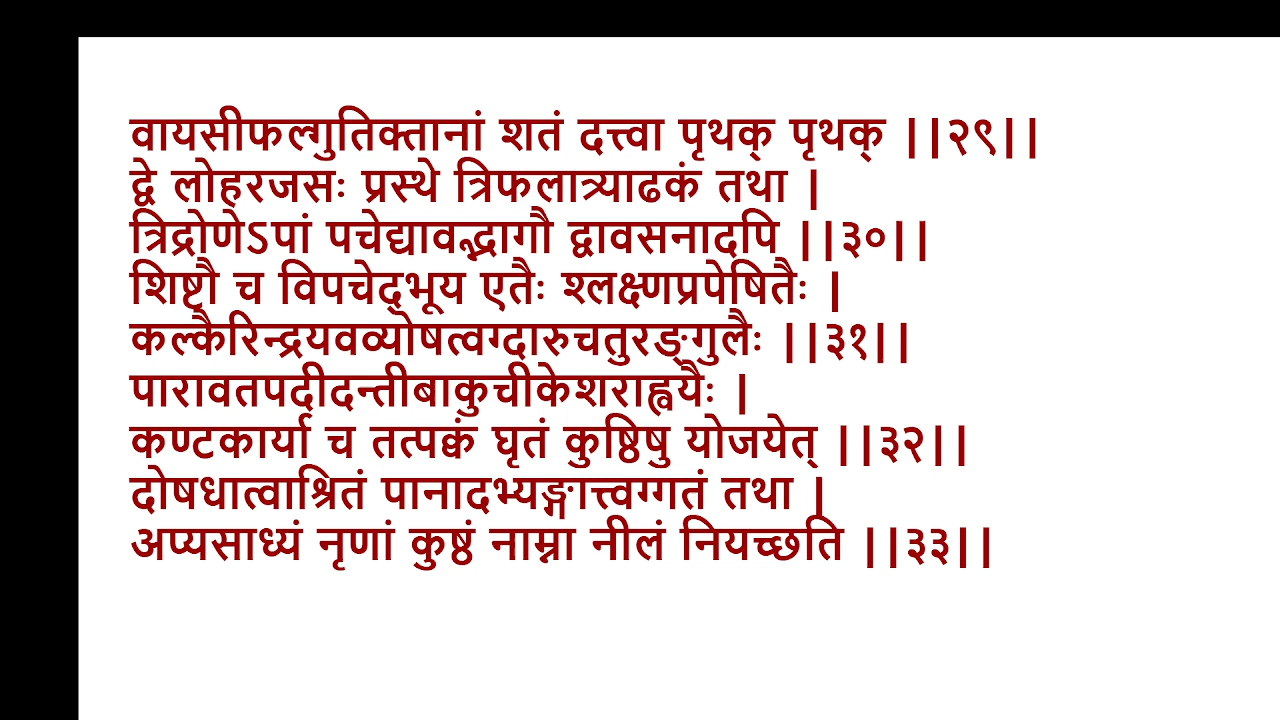 वायसीफल्गुतिक्तानां शतं दत्त्वा पृथक् पृथक् ||२९||
द्वे लोहरजसः प्रस्थे त्रिफलात्र्याढकं तथा |
त्रिद्रोणेऽपां पचेद्यावद्भागौ द्वावसनादपि ||३०||
शिष्टौ च विपचेद्भूय एतैः श्लक्ष्णप्रपेषितैः |
कल्कैरिन्द्रयवव्योषत्वग्दारुचतुरङ्गुलैः ||३१||
पारावतपदीदन्तीबाकुचीकेशराह्वयैः |
कण्टकार्या च तत्पक्वं घृतं कुष्ठिषु योजयेत् ||३२||
दोषधात्वाश्रितं पानादभ्यङ्गात्त्वग्गतं तथा |
अप्यसाध्यं नृणां कुष्ठं नाम्ना नीलं नियच्छति ||३३||